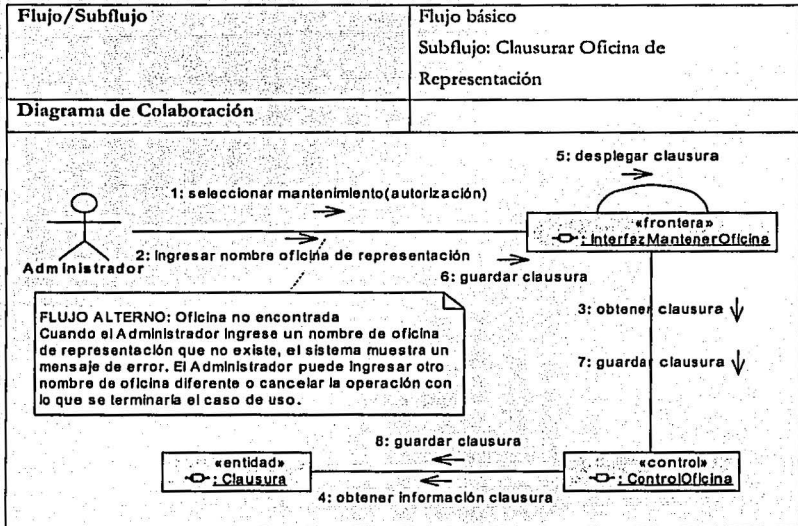 Flujo/Subflujo
Flujo básico
Subflujo: Clausurar Oficina de
Representación
Diagrama de Colaboración
5: desplegar clausura
1: seleccionar mantenimiento(autorización)
«frontera»
: InterfazMantenerOficina
2: Ingresar nombre oficina de representación
Administrador
6: guardar clausura
FLUJO ALTERNO: Oficina no encontrada
Cuando el Administrador Ingrese un nombre de oficina
de representación que no existe, el sistema muestra un
mensaje de error. El Administrador puede Ingresar otro
nombre de oficina diferente o cancelar la operación con
lo que se terminaría el caso de uso.
3: obtener clausura
7: guardar clausura
8: guardar clausura
«entidad»
: Clausura
«control»
: ControlOficina
4: obtener información clausura